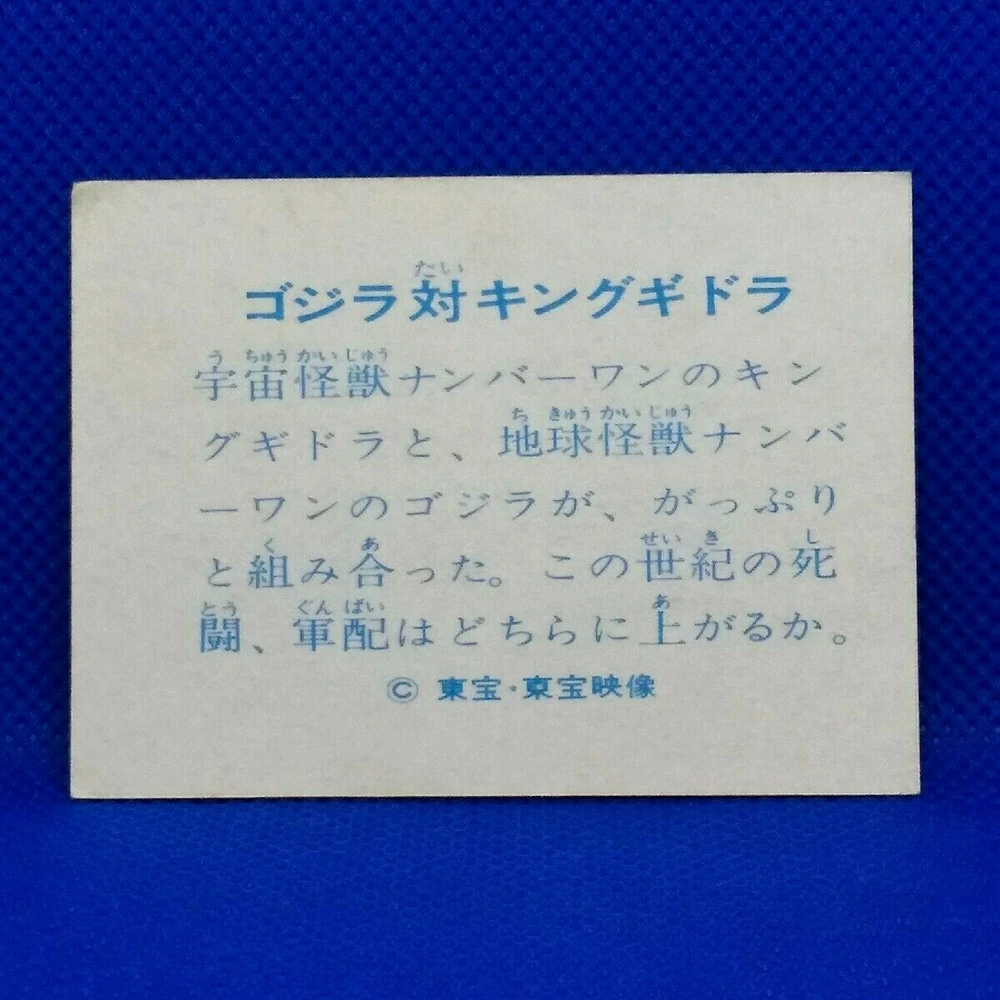 ゴジラ対キングギドラ
宇宙怪獣ナンバーワンのキン
グギドラと、地球怪獣ナンバ
ーワンのゴジラが、がっぷり
と組み合った。この世紀の死
闘、軍配はどちらに上がるか。
© 東宝・東宝映像